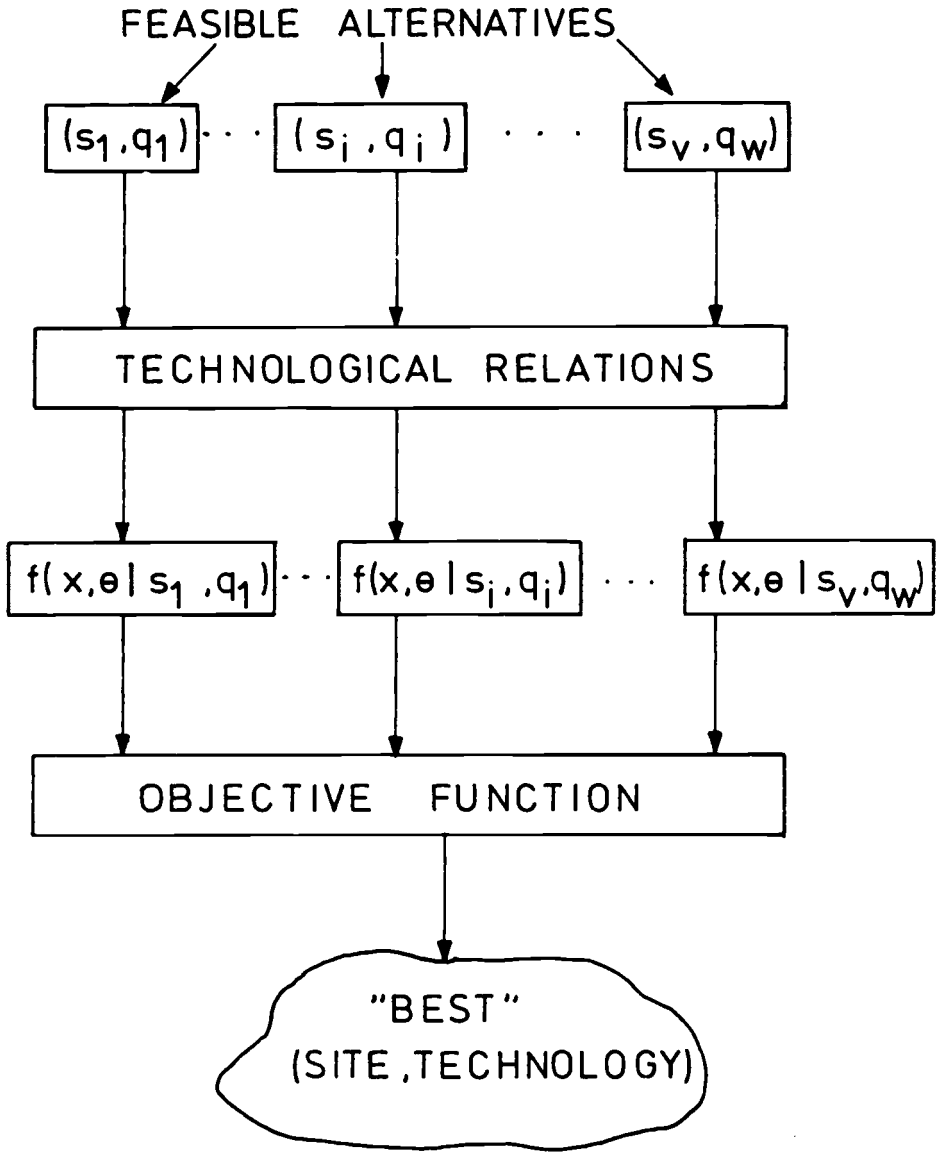 FEASIBLE ALTERNATIVES
(s1,q1) ... (si,qi) ... (sv,qw)
TECHNOLOGICAL RELATIONS
f(x,θ|s1,q1) ... f(x,θ|si,qi) ... f(x,θ|sv,qw)
OBJECTIVE FUNCTION
"BEST"
(SITE,TECHNOLOGY)